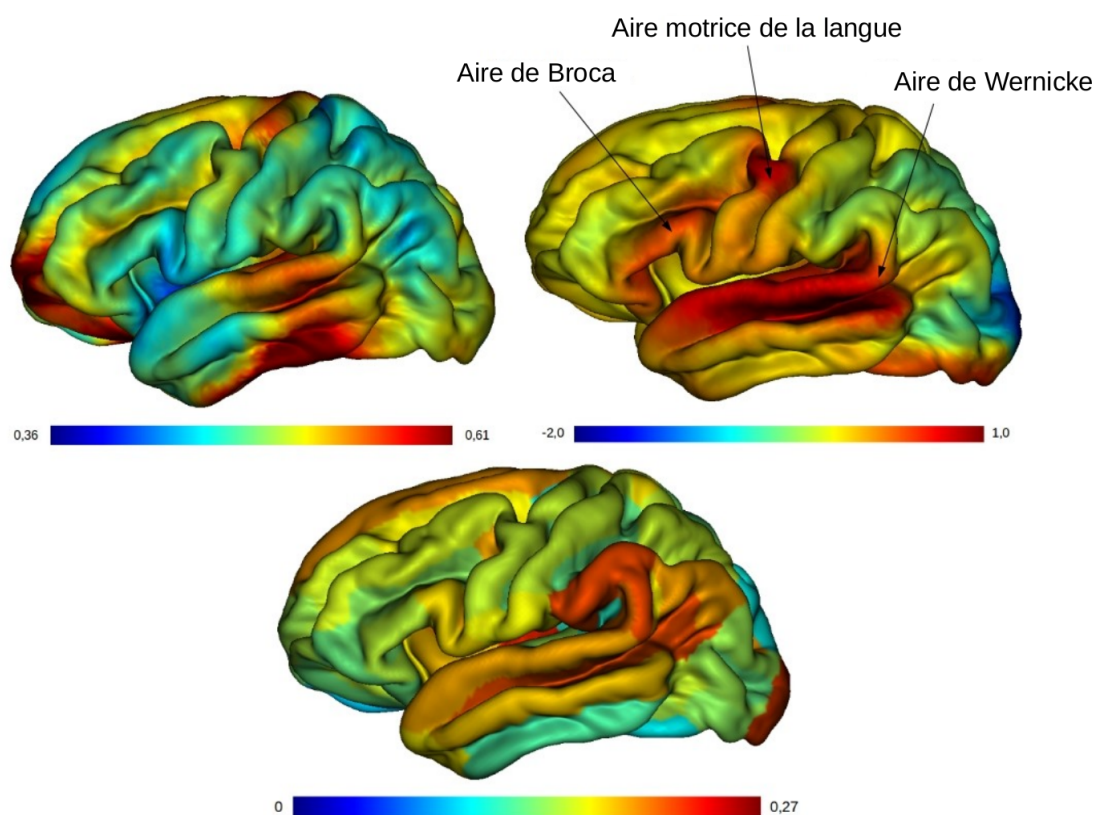 Aire motrice de la langue
Aire de Broca
Aire de Wernicke
0,36
0,61
-2,0
1,0
0
0,27